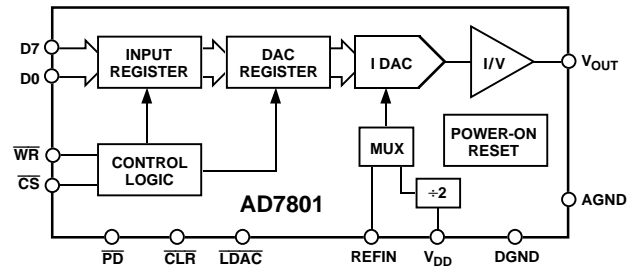 D7
D0
INPUT
REGISTER
DAC
REGISTER
I DAC
I/V
VOUT
WR
CS
CONTROL
LOGIC
MUX
÷2
POWER-ON
RESET
AD7801
AGND
PD
CLR
LDAC
REFIN
VDD
DGND